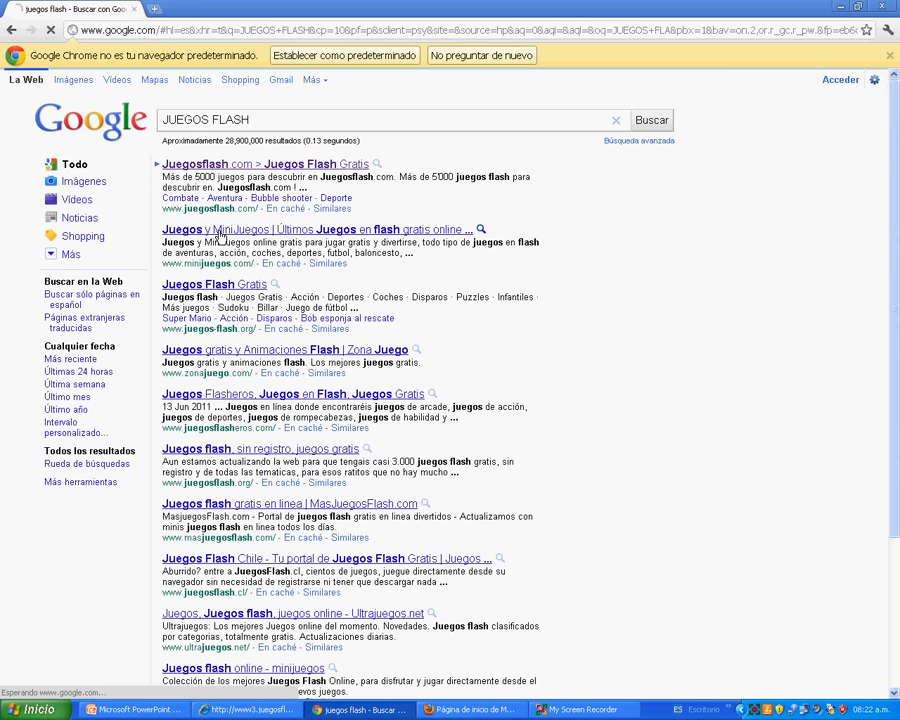 juegos flash - Buscar con Goo
www.google.com/#hl=es&xhr=t&q=JUEGOS+FLASH&cp=10&pf=p&sclient=psy&site=&source=hp&aq=0&aqi=&aql=&oq=JUEGOS+FLA&pbx=1&bav=on.2,or.r_gc.r_pw.&fp=eb6
Google Chrome no es tu navegador predeterminado. Establecer como predeterminado No preguntar de nuevo
La Web Imágenes Vídeos Mapas Noticias Shopping Gmail Más Acceder
Google JUEGOS FLASH Buscar
Aproximadamente 28,900,000 resultados (0.13 segundos) Búsqueda avanzada
Todo
Imágenes
Vídeos
Noticias
Shopping
Más
Buscar en la Web
Buscar sólo páginas en
español
Páginas extranjeras
traducidas
Cualquier fecha
Más reciente
Últimas 24 horas
Última semana
Último mes
Último año
Intervalo
personalizado...
Todos los resultados
Rueda de búsquedas
Más herramientas
Juegosflash.com > Juegos Flash Gratis
Más de 5000 juegos para descubrir en Juegosflash.com. Más de 5'000 juegos flash para
descubrir en. Juegosflash.com ! ...
Combate - Aventura - Bubble shooter - Deporte
www.juegosflash.com/ - En caché - Similares
Juegos y MiniJuegos | Últimos Juegos en flash gratis online ...
Juegos y MiniJuegos online gratis para jugar gratis y divertirse, todo tipo de juegos en flash
de aventuras, acción, coches, deportes, futbol, baloncesto, ...
www.minijuegos.com/ - En caché - Similares
Juegos Flash Gratis
Juegos flash · Juegos Gratis · Acción · Deportes · Coches · Disparos · Puzzles · Infantiles ·
Más juegos · Sudoku · Billar · Juego de fútbol ...
Super Mario - Acción - Disparos - Bob esponja al rescate
www.juegos-flash.org/ - En caché - Similares
Juegos gratis y Animaciones Flash | Zona Juego
Juegos gratis y animaciones flash. Los mejores juegos gratis.
www.zonajuego.com/ - En caché - Similares
Juegos Flasheros, Juegos en Flash, Juegos Gratis
13 Jun 2011 ... Juegos en línea donde encontraréis juegos de arcade, juegos de acción,
juegos de deportes, juegos de rompecabezas, juegos de habilidad y ...
www.juegosflasheros.com/ - En caché - Similares
Juegos flash, sin registro, juegos gratis
Aun estamos actualizando la web para que tengais casi 3.000 juegos flash gratis, sin
registro y de todas las tematicas, para esos ratitos que no hay mucho ...
www.juegosflash.org/ - En caché - Similares
Juegos flash gratis en linea | MasJuegosFlash.com
MasjuegosFlash.com - Portal de juegos flash gratis en linea divertidos - Actualizamos con
minis juegos flash en linea todos los días.
www.masjuegosflash.com/ - En caché - Similares
Juegos Flash Chile - Tu portal de Juegos Flash Gratis | Juegos ...
Aburrido? entre a JuegosFlash.cl, cientos de juegos, juegue directamente desde su
navegador sin necesidad de registrarse ni tener que descargar nada ...
www.juegosflash.cl/ - En caché - Similares
Juegos, Juegos flash, juegos online - Ultrajuegos.net
Ultrajuegos: Los mejores Juegos online del momento. Novedades. Juegos flash clasificados
por categorías, totalmente gratis. Actualizaciones diarias.
www.ultrajuegos.net/ - En caché - Similares
Juegos flash online - minijuegos
Colección de los mejores Juegos Flash Online, para disfrutar y jugar directamente desde el
evos juegos.
Esperando www.google.com...
Inicio Microsoft PowerPoint ... http://www3.juegosfl... juegos flash - Buscar ... Página de inicio de M... My Screen Recorder ES Escritorio 08:22 a.m.